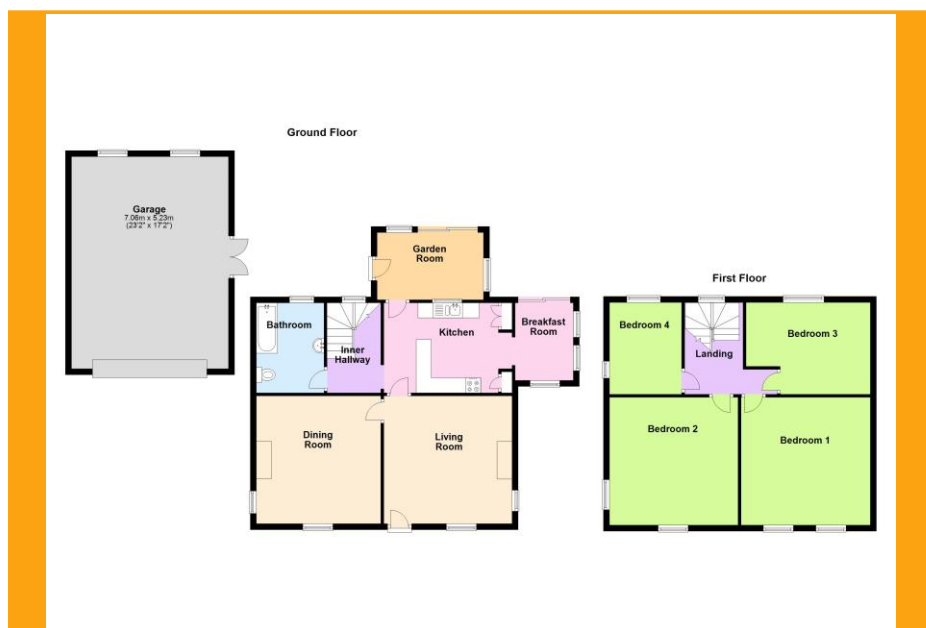 Ground Floor
Garage
7.06m x 5.23m
(23'2" x 17'2")
Garden
Room
Bathroom
Inner
Hallway
Kitchen
Breakfast
Room
Dining
Room
Living
Room
First Floor
Bedroom 4
Landing
Bedroom 3
Bedroom 2
Bedroom 1